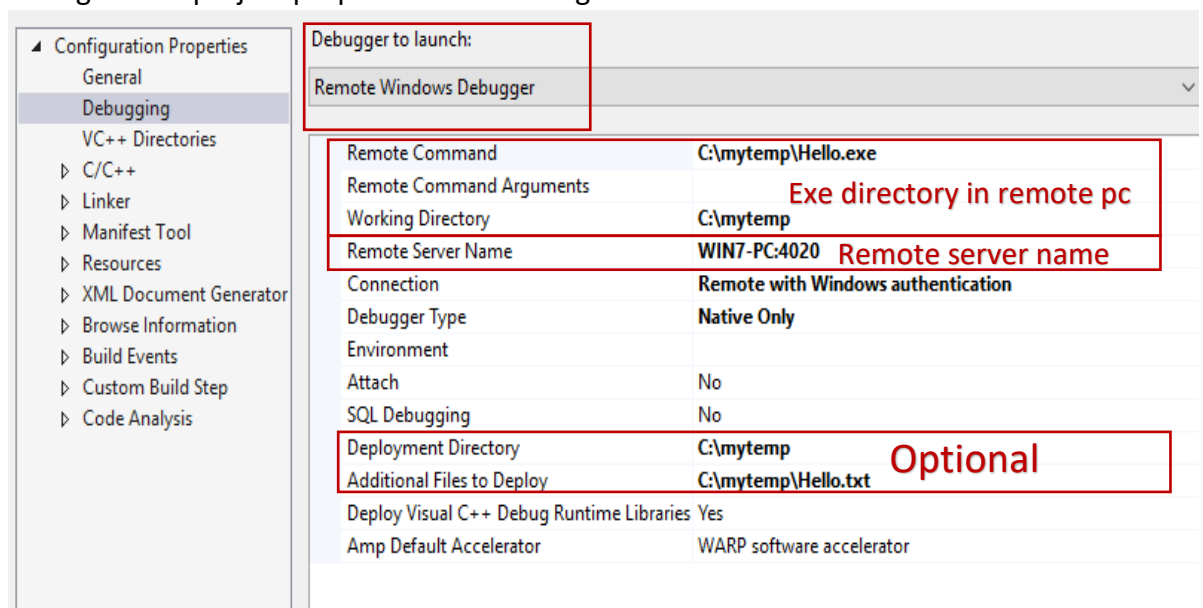 Configuration Properties
General
Debugging
VC++ Directories
C/C++
Linker
Manifest Tool
Resources
XML Document Generator
Browse Information
Build Events
Custom Build Step
Code Analysis
Debugger to launch:
Remote Windows Debugger
Remote Command C:\mytemp\Hello.exe
Remote Command Arguments
Exe directory in remote pc
Working Directory C:\mytemp
Remote Server Name WIN7-PC:4020 Remote server name
Connection Remote with Windows authentication
Debugger Type Native Only
Environment
Attach No
SQL Debugging No
Deployment Directory C:\mytemp
Optional
Additional Files to Deploy C:\mytemp\Hello.txt
Deploy Visual C++ Debug Runtime Libraries Yes
Amp Default Accelerator WARP software accelerator